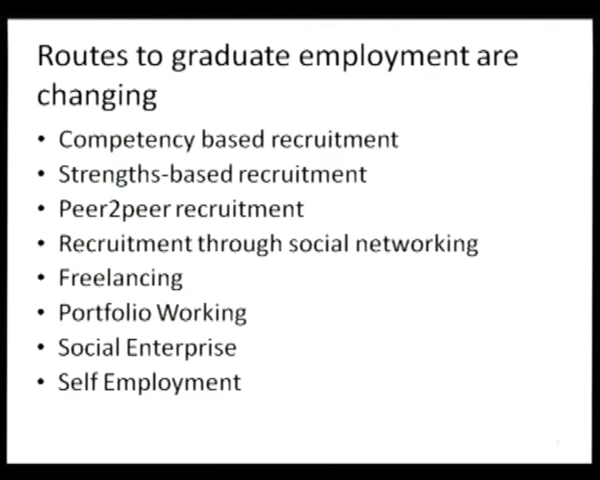 Routes to graduate employment are
changing
• Competency based recruitment
• Strengths-based recruitment
• Peer2peer recruitment
• Recruitment through social networking
• Freelancing
• Portfolio Working
• Social Enterprise
• Self Employment